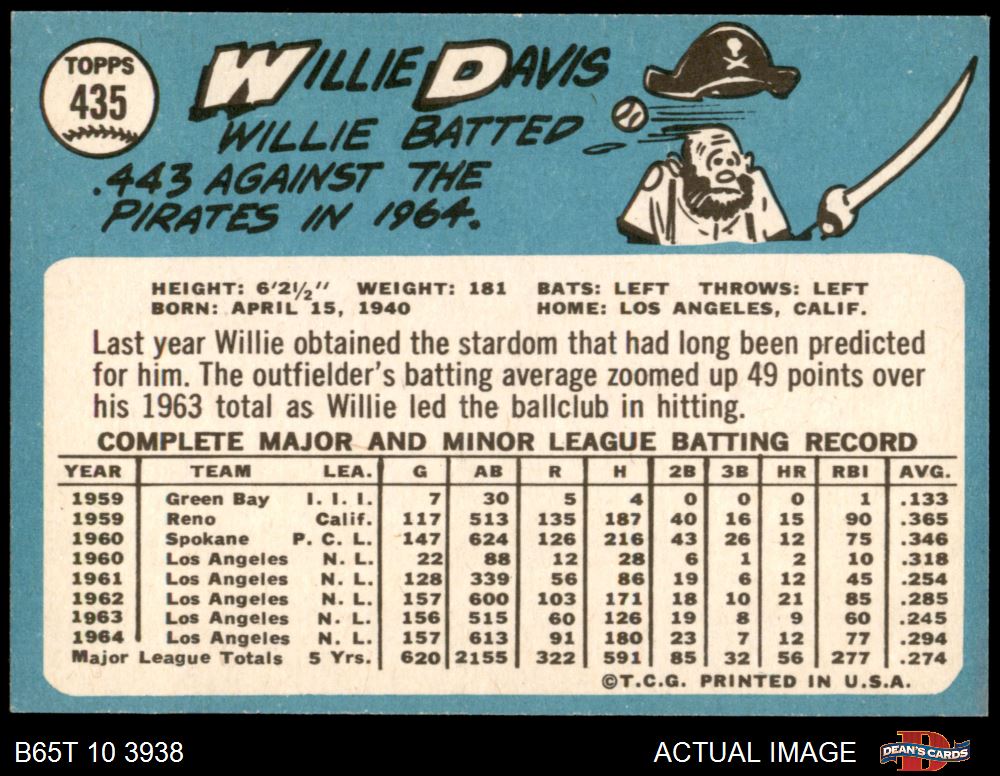 TOPPS
435
WILLIE DAVIS
WILLIE BATTED
.443 AGAINST THE
PIRATES IN 1964.
HEIGHT: 6'2½" WEIGHT: 181 BATS: LEFT THROWS: LEFT
BORN: APRIL 15, 1940 HOME: LOS ANGELES, CALIF.
Last year Willie obtained the stardom that had long been predicted
for him. The outfielder's batting average zoomed up 49 points over
his 1963 total as Willie led the ballclub in hitting.
COMPLETE MAJOR AND MINOR LEAGUE BATTING RECORD
YEAR TEAM LEA. G AB R H 2B 3B HR RBI AVG.
1959 Green Bay I. I. I. 7 30 5 4 0 0 0 1 .133
1959 Reno Calif. 117 513 135 187 40 16 15 90 .365
1960 Spokane P. C. L. 147 624 126 216 43 26 12 75 .346
1960 Los Angeles N. L. 22 88 12 28 6 1 2 10 .318
1961 Los Angeles N. L. 128 339 56 86 19 6 12 45 .254
1962 Los Angeles N. L. 157 600 103 171 18 10 21 85 .285
1963 Los Angeles N. L. 156 515 60 126 19 8 9 60 .245
1964 Los Angeles N. L. 157 613 91 180 23 7 12 77 .294
Major League Totals 5 Yrs. 620 2155 322 591 85 32 56 277 .274
©T.C.G. PRINTED IN U.S.A.
B65T 10 3938 ACTUAL IMAGE DEAN'S CARDS